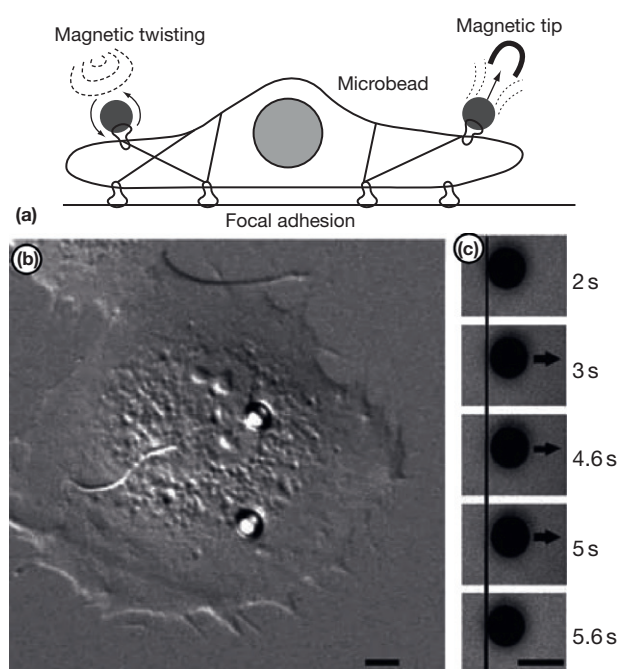 Magnetic twisting
Magnetic tip
Microbead
(a)
Focal adhesion
(b)
(c)
2 s
3 s
4.6 s
5 s
5.6 s